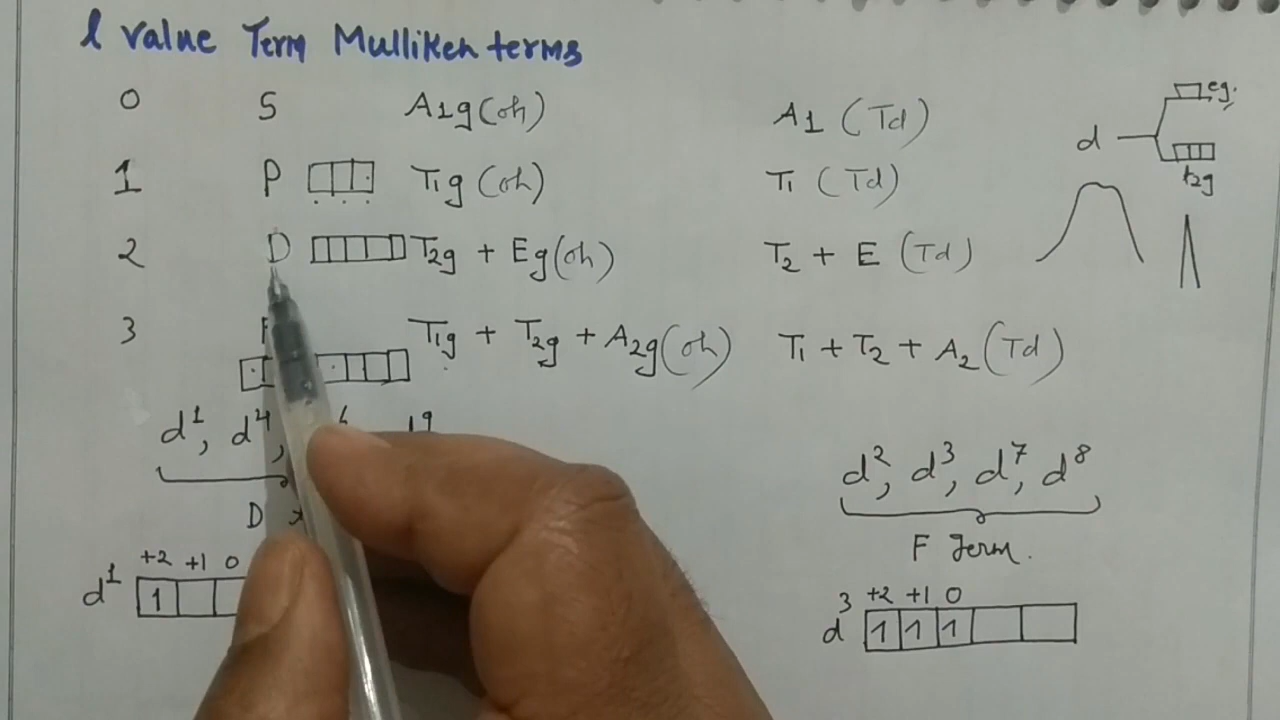 l value Term Mulliken terms
0 S A1g (oh) A1 (Td)
1 P T1g (oh) T1 (Td)
2 D T2g + Eg (oh) T2 + E (Td)
3 T1g + T2g + A2g (oh) T1 + T2 + A2 (Td)
d eg.
t2g
d¹, d⁴,
D
d², d³, d⁷, d⁸
F Term.
+2 +1 0
d¹ 1
+2 +1 0
d³ 1 1 1